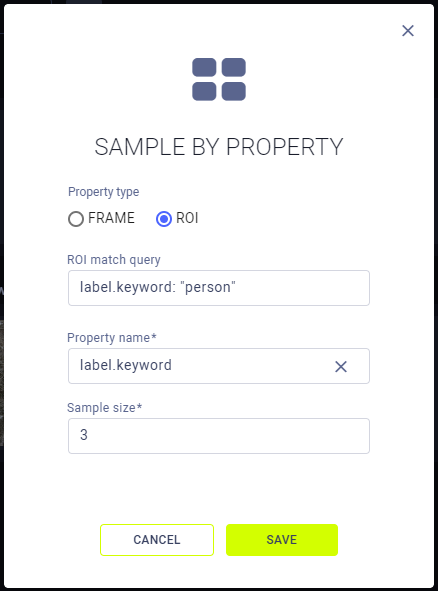 SAMPLE BY PROPERTY
Property type
FRAME ROI
ROI match query
label.keyword: "person"
Property name*
label.keyword
Sample size*
3
CANCEL SAVE